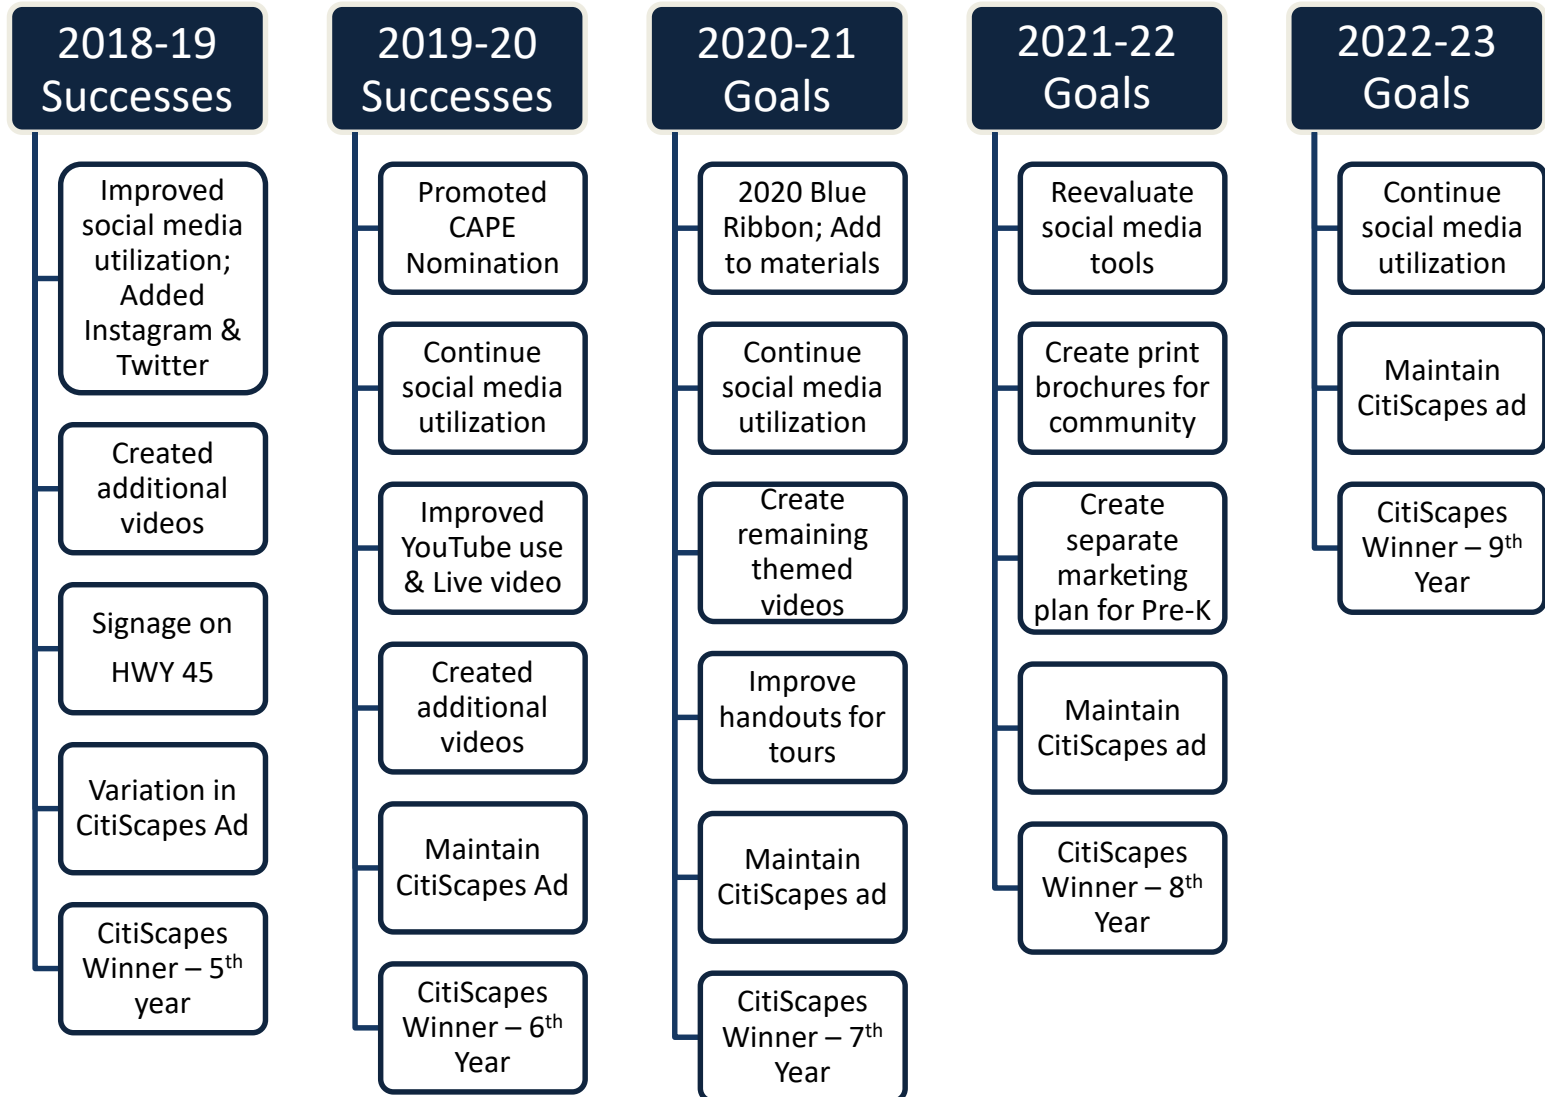 2018-19
Successes
Improved
social media
utilization;
Added
Instagram &
Twitter
Created
additional
videos
Signage on
HWY 45
Variation in
CitiScapes Ad
CitiScapes
Winner – 5th
year
2019-20
Successes
Promoted
CAPE
Nomination
Continue
social media
utilization
Improved
YouTube use
& Live video
Created
additional
videos
Maintain
CitiScapes Ad
CitiScapes
Winner – 6th
Year
2020-21
Goals
2020 Blue
Ribbon; Add
to materials
Continue
social media
utilization
Create
remaining
themed
videos
Improve
handouts for
tours
Maintain
CitiScapes ad
CitiScapes
Winner – 7th
Year
2021-22
Goals
Reevaluate
social media
tools
Create print
brochures for
community
Create
separate
marketing
plan for Pre-K
Maintain
CitiScapes ad
CitiScapes
Winner – 8th
Year
2022-23
Goals
Continue
social media
utilization
Maintain
CitiScapes ad
CitiScapes
Winner – 9th
Year